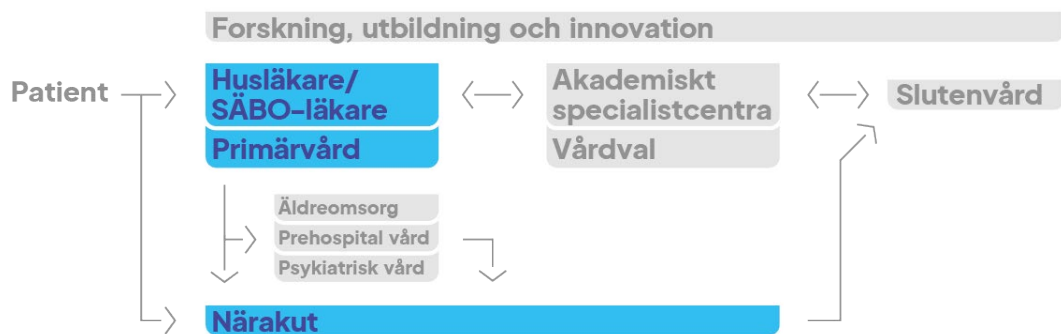 Forskning, utbildning och innovation
Patient
Husläkare/
SÄBO-läkare
Primärvård
Akademiskt
specialistcentra
Vårdval
Slutenvård
Äldreomsorg
Prehospital vård
Psykiatrisk vård
Närakut